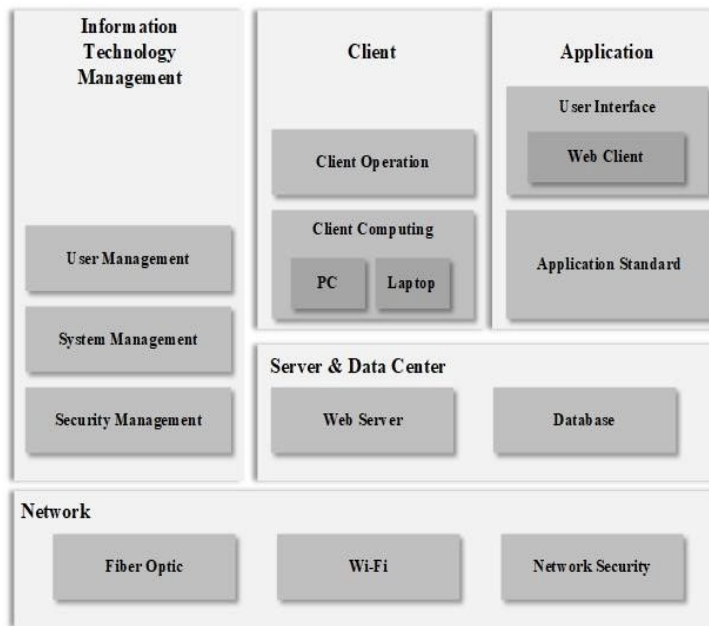 Information
Technology
Management
User Management
System Management
Security Management
Client
Client Operation
Client Computing
PC
Laptop
Application
User Interface
Web Client
Application Standard
Server & Data Center
Web Server
Database
Network
Fiber Optic
Wi-Fi
Network Security